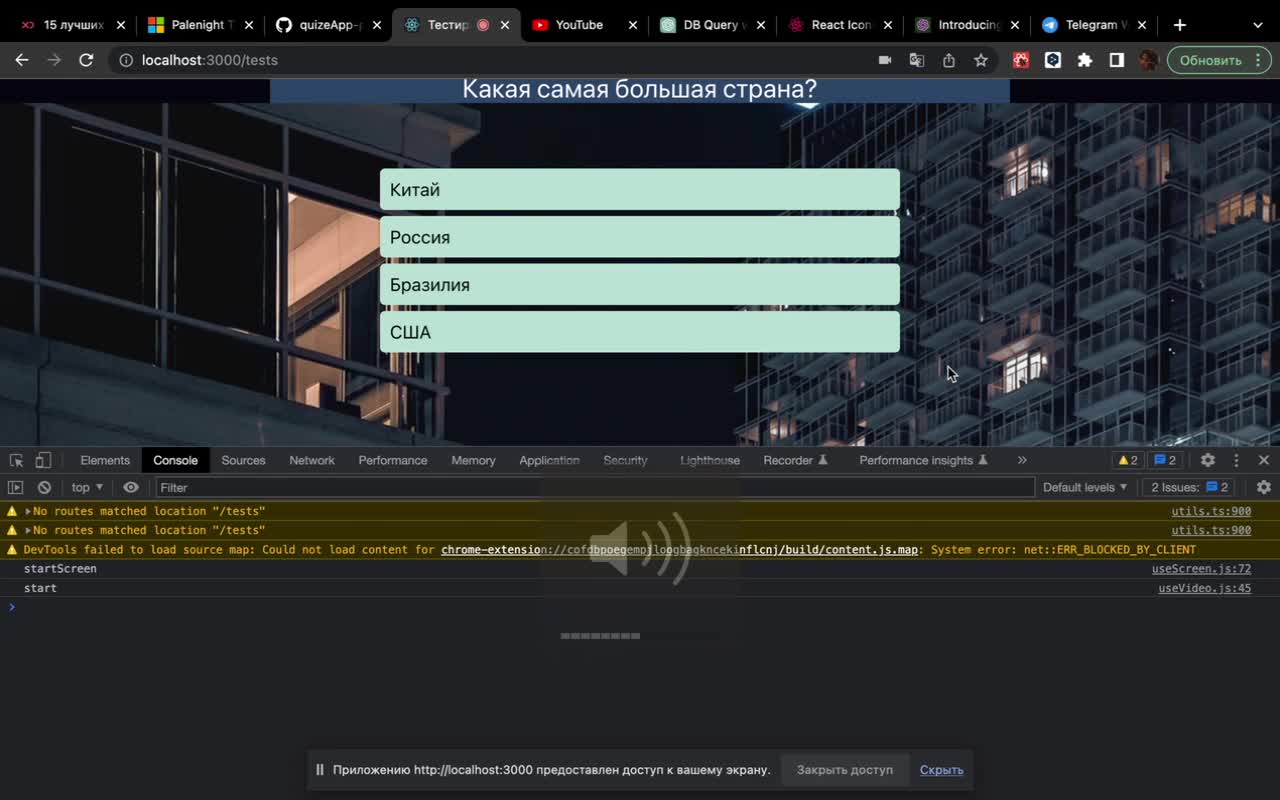 15 лучших
Palenight T
quizeApp-
Тестир
YouTube
DB Query
React Icon
Introducing
Telegram
localhost:3000/tests
Обновить
Какая самая большая страна?
Китай
Россия
Бразилия
США
Elements Console Sources Network Performance Memory Application Security Lighthouse Recorder Performance insights » 2 2
top Filter Default levels 2 Issues: 2
No routes matched location "/tests" utils.ts:900
No routes matched location "/tests" utils.ts:900
DevTools failed to load source map: Could not load content for chrome-extension://cofdbpoegempjloogbagkncekinflcnj/build/content.js.map: System error: net::ERR_BLOCKED_BY_CLIENT
startScreen useScreen.js:72
start useVideo.js:45
Приложению http://localhost:3000 предоставлен доступ к вашему экрану. Закрыть доступ Скрыть